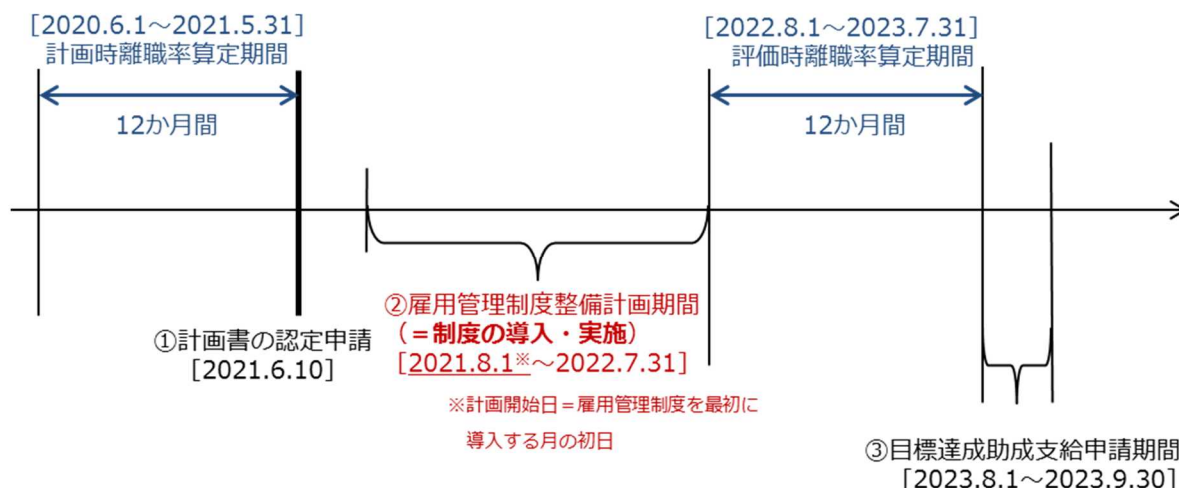 [2020.6.1～2021.5.31]
計画時離職率算定期間
12か月間
[2022.8.1～2023.7.31]
評価時離職率算定期間
12か月間
①計画書の認定申請
[2021.6.10]
②雇用管理制度整備計画期間
(＝制度の導入・実施)
[2021.8.1※～2022.7.31]
※計画開始日＝雇用管理制度を最初に
導入する月の初日
③目標達成助成支給申請期間
[2023.8.1～2023.9.30]